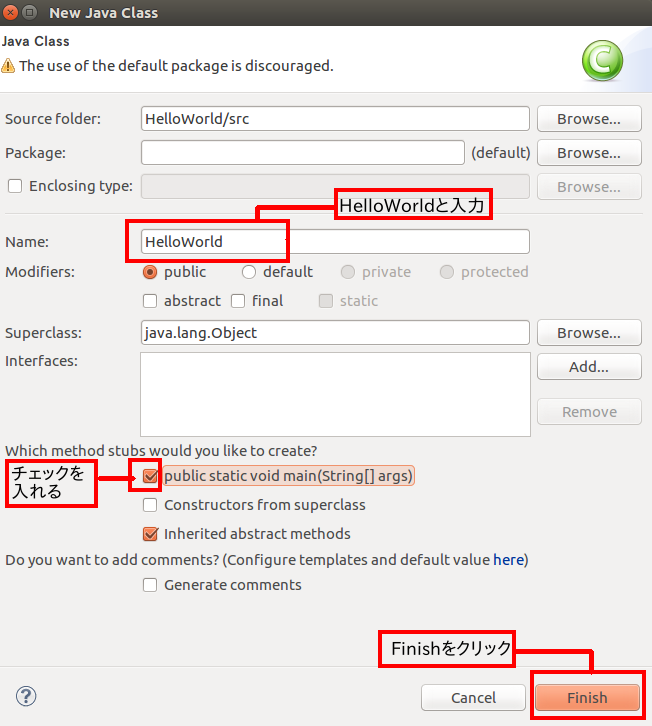 New Java Class
Java Class
The use of the default package is discouraged.
C
Source folder: HelloWorld/src Browse...
Package: (default) Browse...
Enclosing type: Browse...
HelloWorldと入力
Name: HelloWorld
Modifiers: public default private protected
abstract final static
Superclass: java.lang.Object Browse...
Interfaces: Add...
Remove
Which method stubs would you like to create?
チェックを
入れる
public static void main(String[] args)
Constructors from superclass
Inherited abstract methods
Do you want to add comments? (Configure templates and default value here)
Generate comments
Finishをクリック
? Cancel Finish